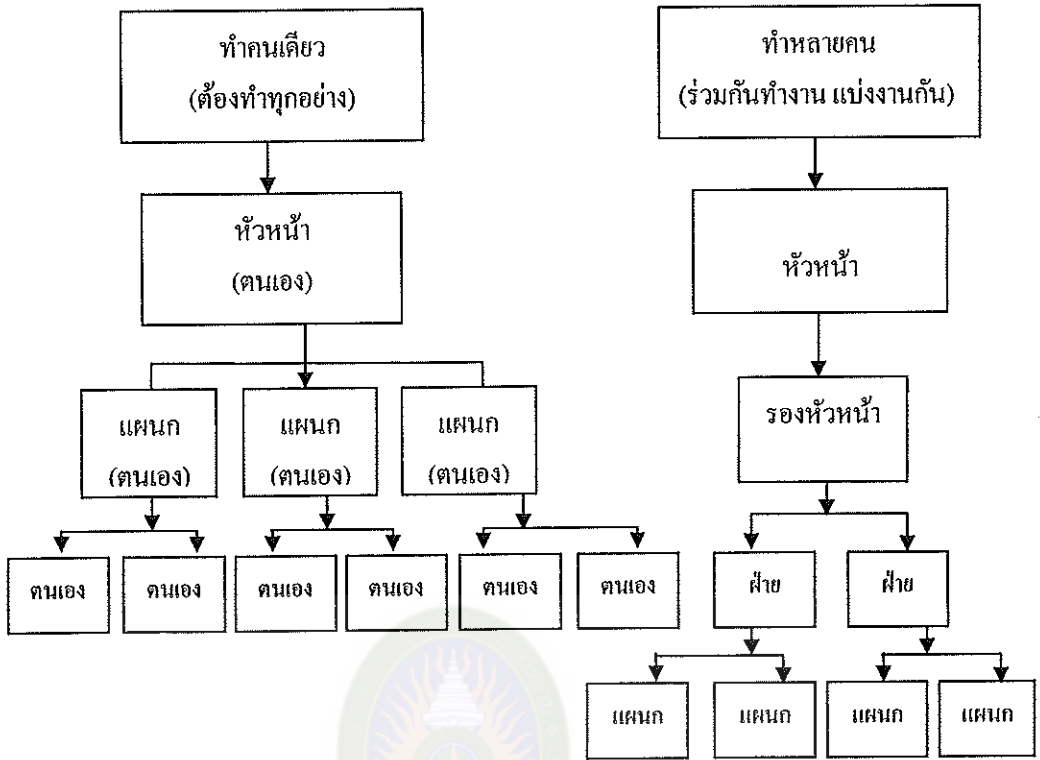 ทำคนเดียว
(ต้องทำทุกอย่าง)
หัวหน้า
(ตนเอง)
แผนก
(ตนเอง)
แผนก
(ตนเอง)
แผนก
(ตนเอง)
ตนเอง
ตนเอง
ตนเอง
ตนเอง
ตนเอง
ตนเอง
ทำหลายคน
(ร่วมกันทำงาน แบ่งงานกัน)
หัวหน้า
รองหัวหน้า
ฝ่าย
ฝ่าย
แผนก
แผนก
แผนก
แผนก